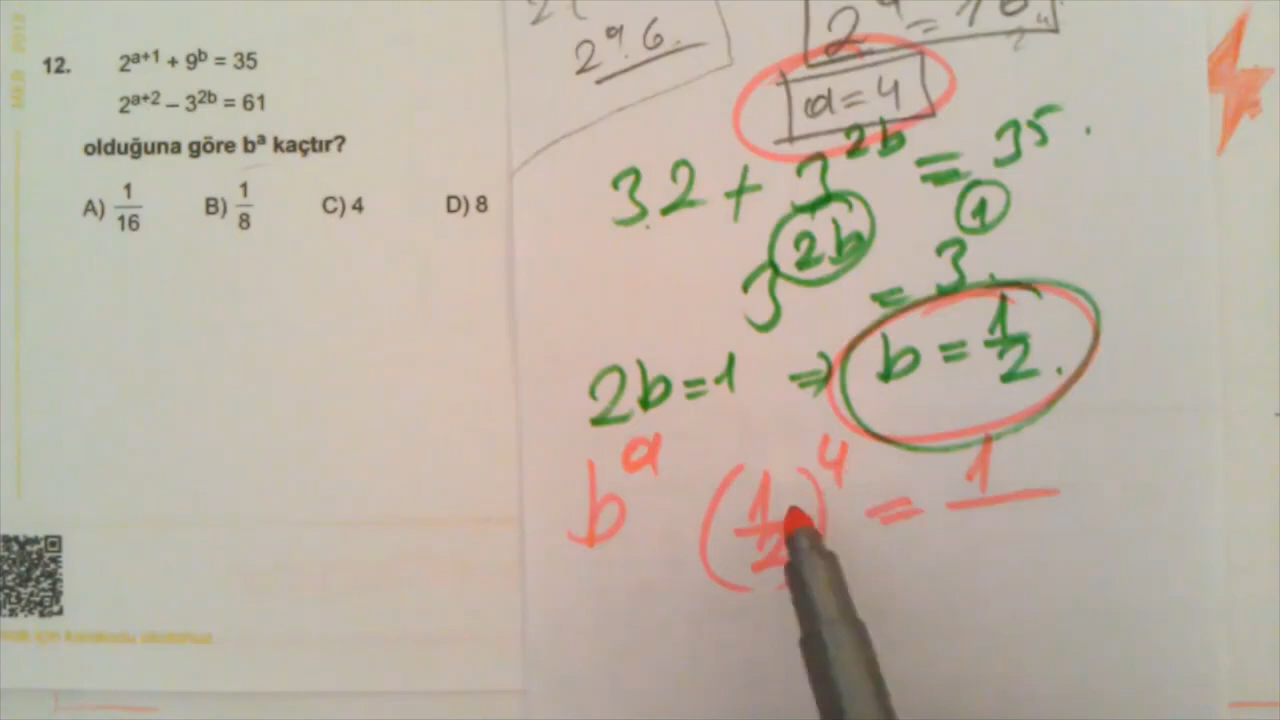 12.
2^{a+1} + 9^b = 35
2^{a+2} – 3^{2b} = 61
olduğuna göre b^a kaçtır?
A) 1/16 B) 1/8 C) 4 D) 8
2^a.6.
a=4
32 + 3^{2b} = 35.
3^{2b} = 3^1.
2b=1 ⇒ b = 1/2.
b^a (1/2)^4 = 1